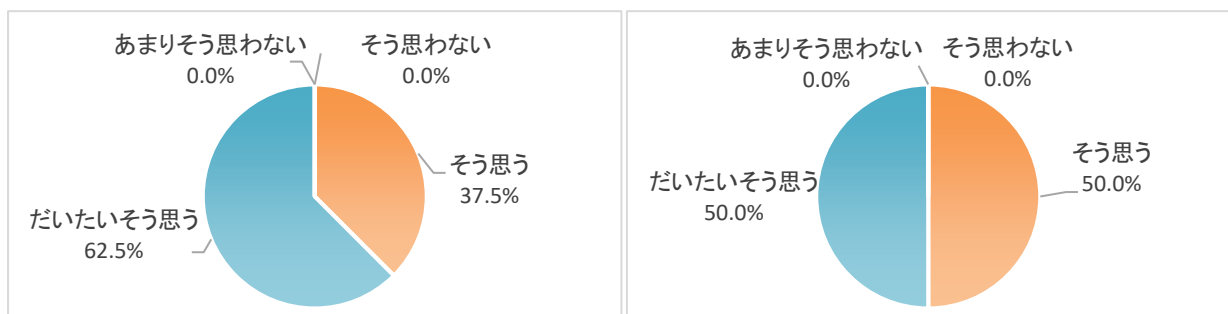 あまりそう思わない
0.0%
そう思わない
0.0%
そう思う
37.5%
だいたいそう思う
62.5%
あまりそう思わない
0.0%
そう思わない
0.0%
そう思う
50.0%
だいたいそう思う
50.0%